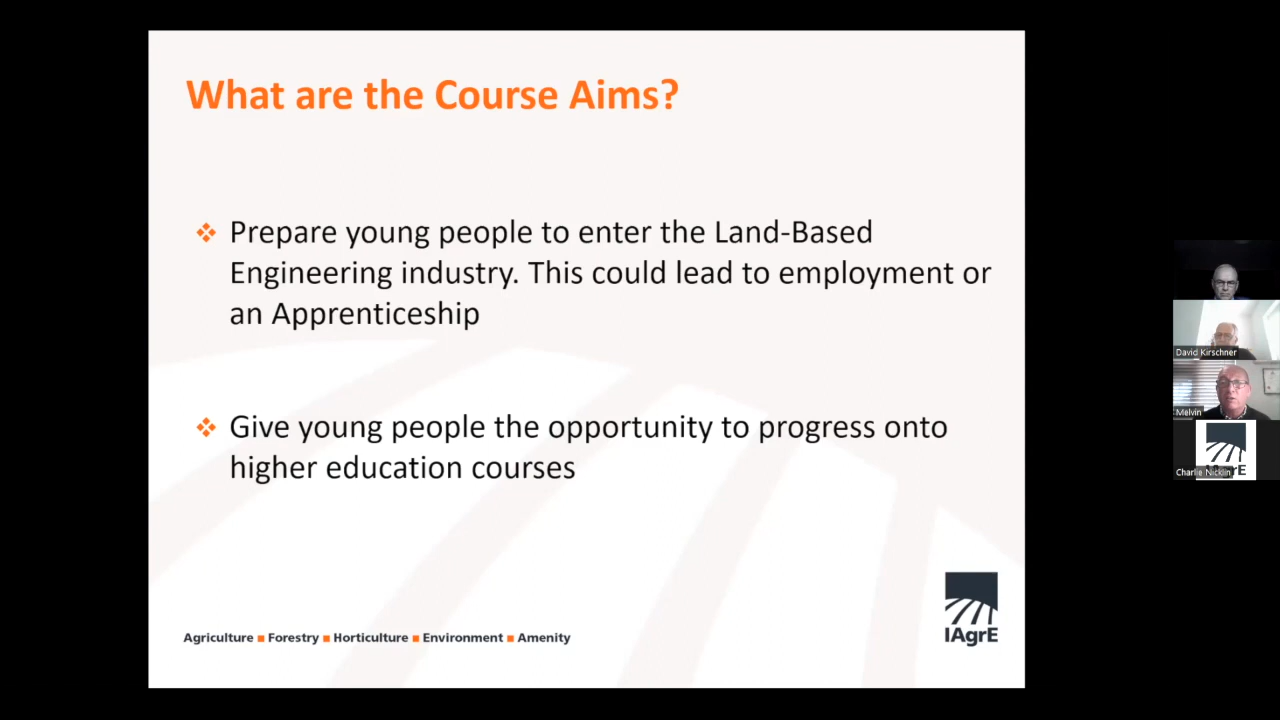 What are the Course Aims?
Prepare young people to enter the Land-Based
Engineering industry. This could lead to employment or
an Apprenticeship
Give young people the opportunity to progress onto
higher education courses
Agriculture ■ Forestry ■ Horticulture ■ Environment ■ Amenity
IAgrE
David Kirschner
Melvin
IAgrE
Charlie Nicklin